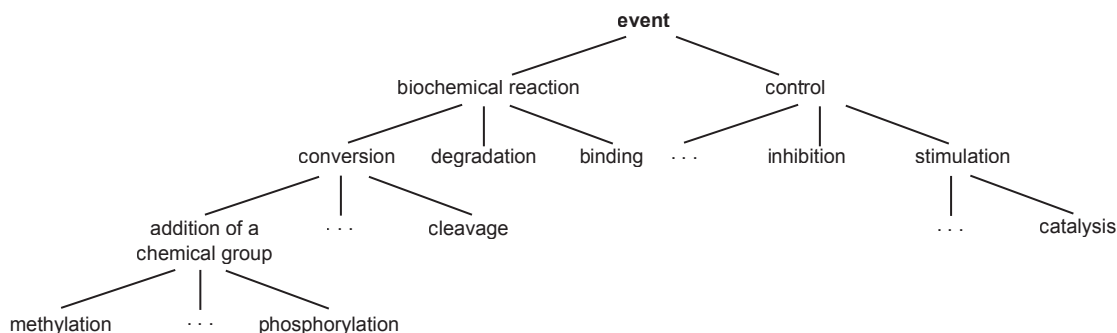 event
biochemical reaction control
conversion degradation binding . . . inhibition stimulation
addition of a
chemical group
. . . cleavage . . . catalysis
methylation . . . phosphorylation